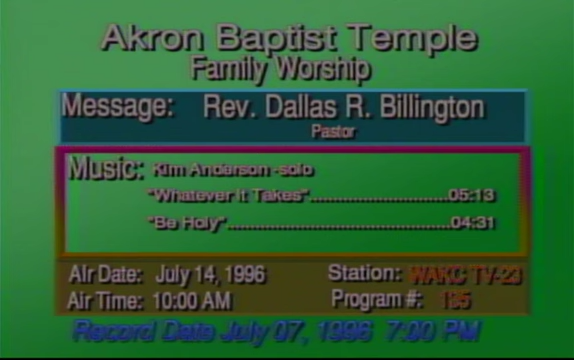 Akron Baptist Temple
Family Worship
Message: Rev. Dallas R. Billington
Pastor
Music: Kim Anderson -solo
"Whatever It Takes"..............................05:13
"Be Holy".................................................04:31
Air Date: July 14, 1996 Station: WAKC TV-23
Air Time: 10:00 AM Program #: 195
Record Date July 07, 1996 7:00 PM